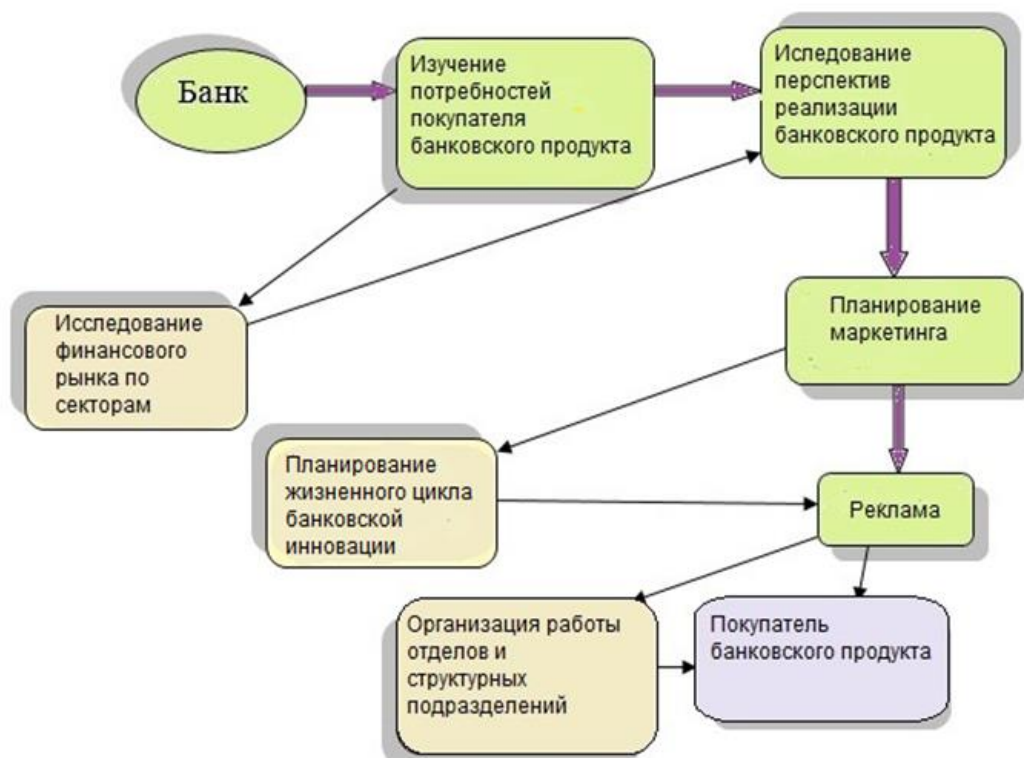 Банк
Изучение
потребностей
покупателя
банковского продукта
Иследование
перспектив
реализации
банковского продукта
Исследование
финансового
рынка по
секторам
Планирование
маркетинга
Планирование
жизненного цикла
банковской
инновации
Реклама
Организация работы
отделов и
структурных
подразделений
Покупатель
банковского продукта